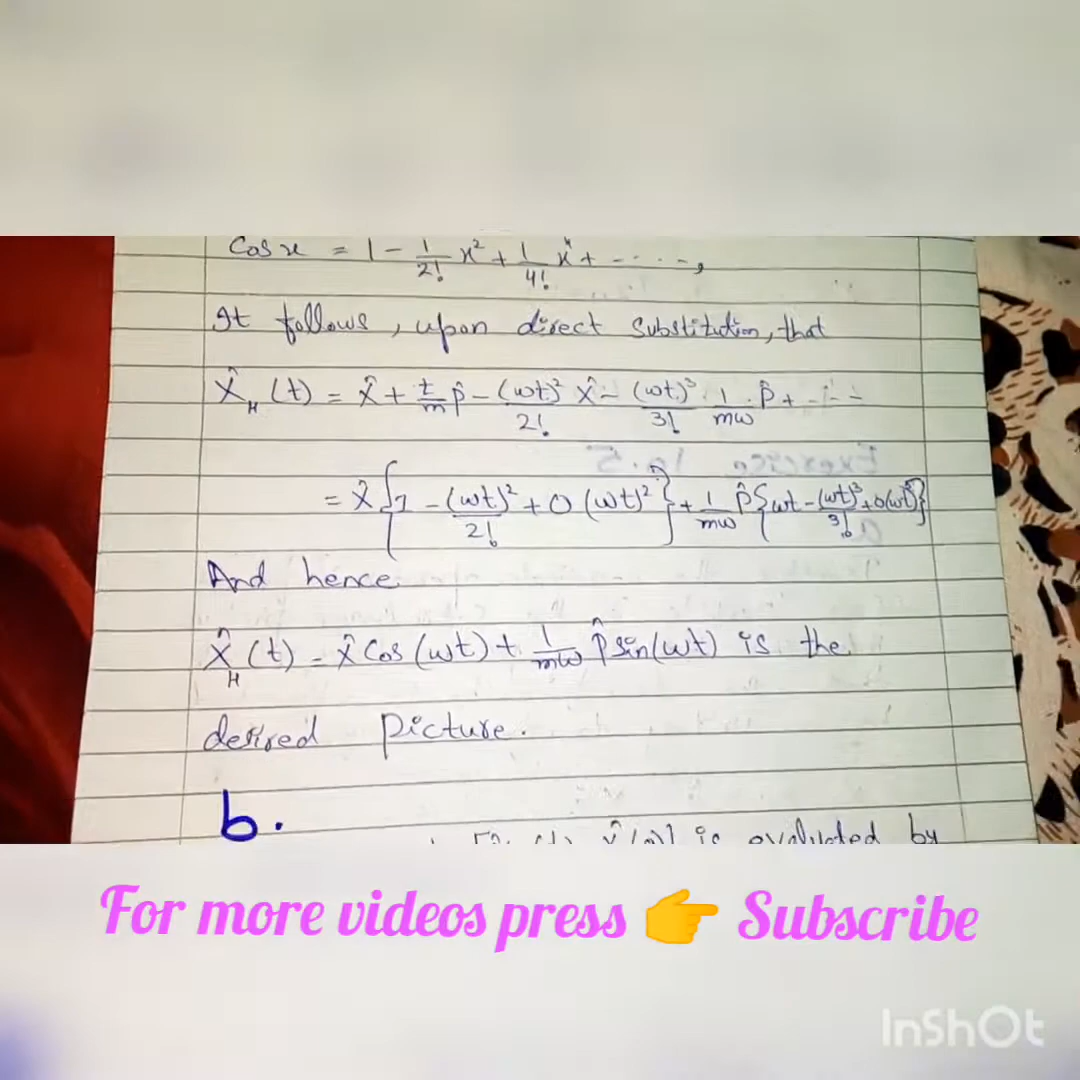 Cos x = 1 - 1/2! x² + 1/4! x⁴ + - - - -,
It follows, upon direct substitution, that
X̂_H (t) = x̂ + t/m p̂ - (ωt)²/2! x̂ - (ωt)³/3! · 1/mω · p̂ + - - -
= x̂ {1 - (ωt)²/2! + O (ωt)²} + 1/mω p̂ {ωt - (ωt)³/3! + O(ωt)³}
And hence
X̂_H (t) = x̂ Cos (ωt) + 1/mω p̂ sin(ωt) is the
desired picture.
b.
is evaluated by
For more videos press 👉 Subscribe
InShOt